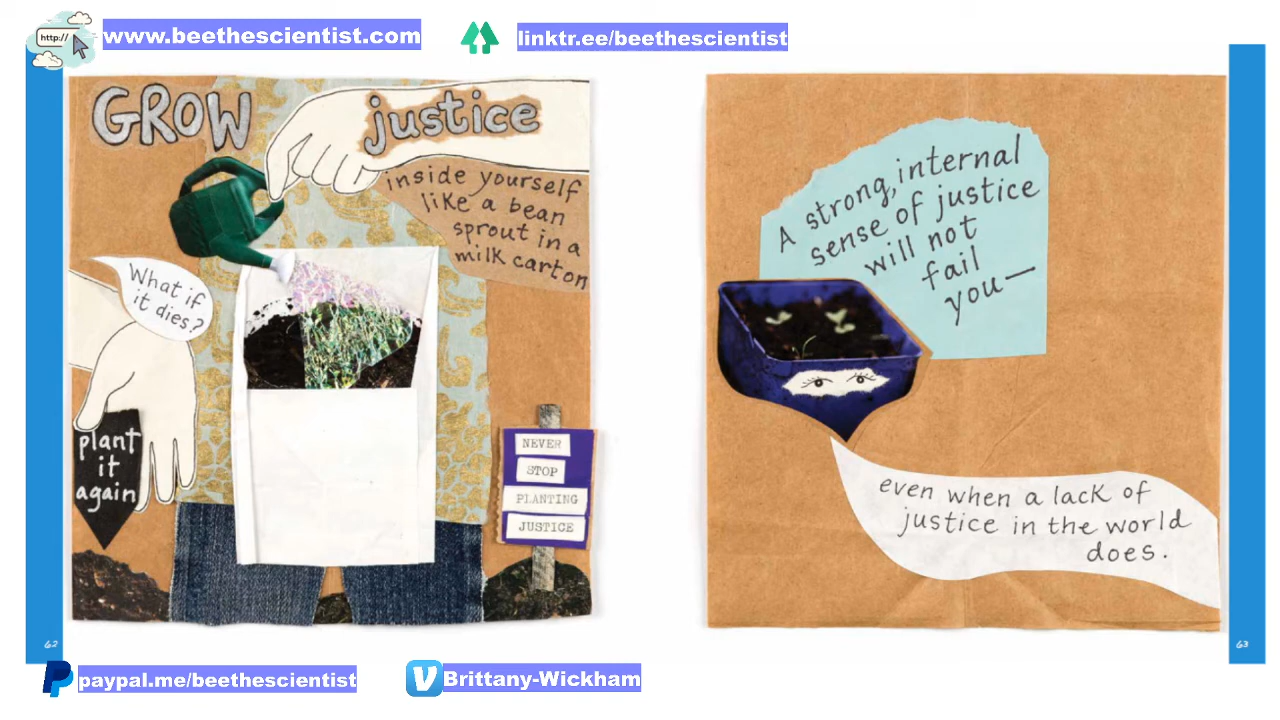 http://
www.beethescientist.com
linktr.ee/beethescientist
GROW
justice
inside yourself
like a bean
sprout in a
milk carton
What if
it dies?
plant
it
again
NEVER
STOP
PLANTING
JUSTICE
62
A strong, internal
sense of justice
will not
fail
you—
even when a lack of
justice in the world
does.
63
paypal.me/beethescientist
Brittany-Wickham